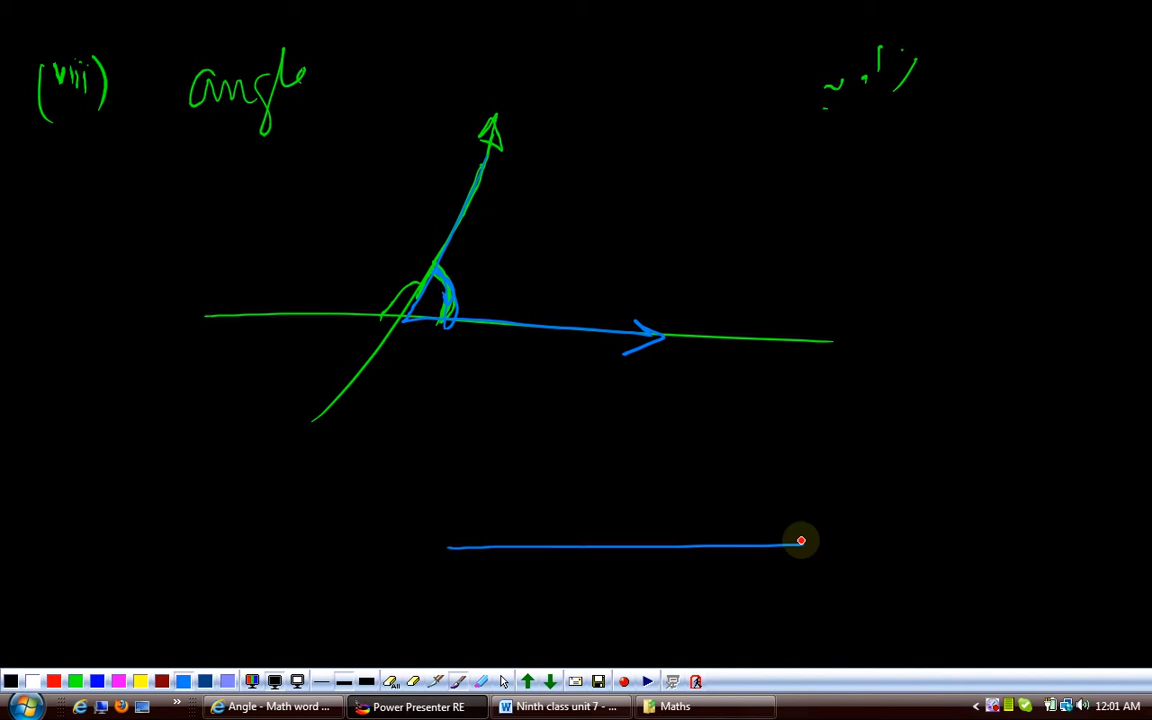 (viii) angle
Angle - Math word ...
Power Presenter RE
Ninth class unit 7 - ...
Maths
12:01 AM